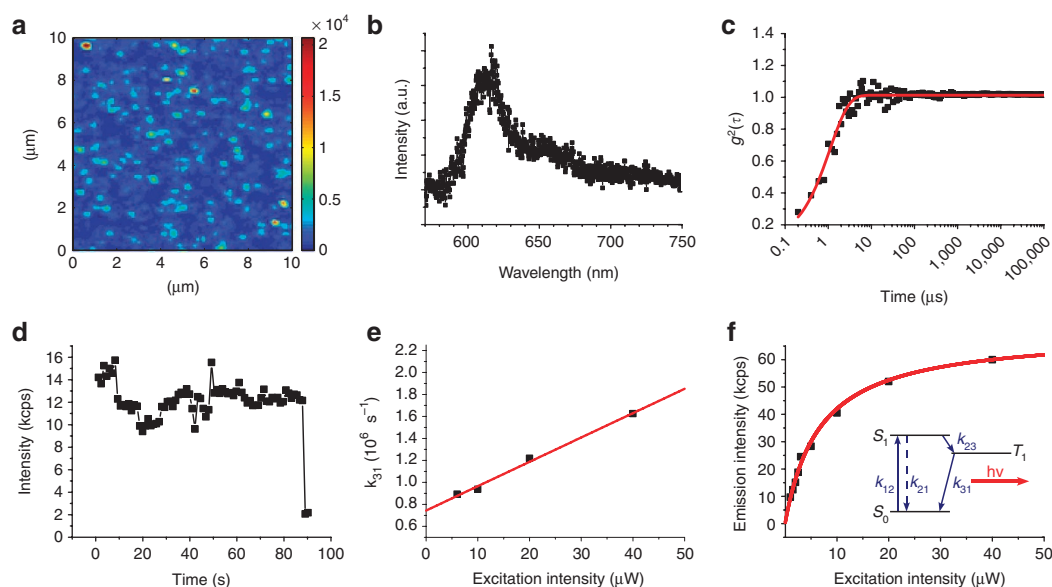 a
× 10⁴
10
8
6
4
2
0
(μm)
0 2 4 6 8 10
(μm)
2
1.5
1
0.5
0
b
Intensity (a.u.)
600 650 700 750
Wavelength (nm)
c
1.4
1.2
1.0
0.8
0.6
0.4
0.2
g²(τ)
0.1 1 10 100 1,000 10,000 100,000
Time (μs)
d
16
14
12
10
8
6
4
2
0
Intensity (kcps)
0 20 40 60 80 100
Time (s)
e
2.2
2.0
1.8
1.6
1.4
1.2
1.0
0.8
0.6
k₃₁ (10⁶ s⁻¹)
0 10 20 30 40 50
Excitation intensity (μW)
f
60
50
40
30
20
10
0
Emission intensity (kcps)
S₁
k₂₃
T₁
hν
k₁₂
k₂₁
k₃₁
S₀
0 10 20 30 40 50
Excitation intensity (μW)